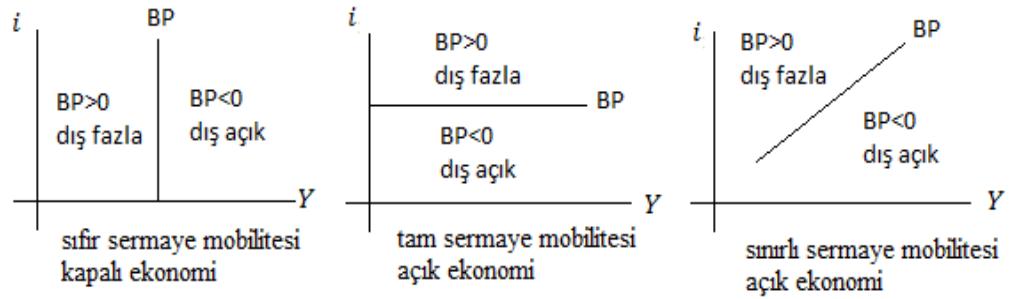 i
BP
BP>0
dış fazla
BP<0
dış açık
Y
sıfır sermaye mobilitesi
kapalı ekonomi
i
BP>0
dış fazla
BP
BP<0
dış açık
Y
tam sermaye mobilitesi
açık ekonomi
i
BP>0
dış fazla
BP
BP<0
dış açık
Y
sınırlı sermaye mobilitesi
açık ekonomi